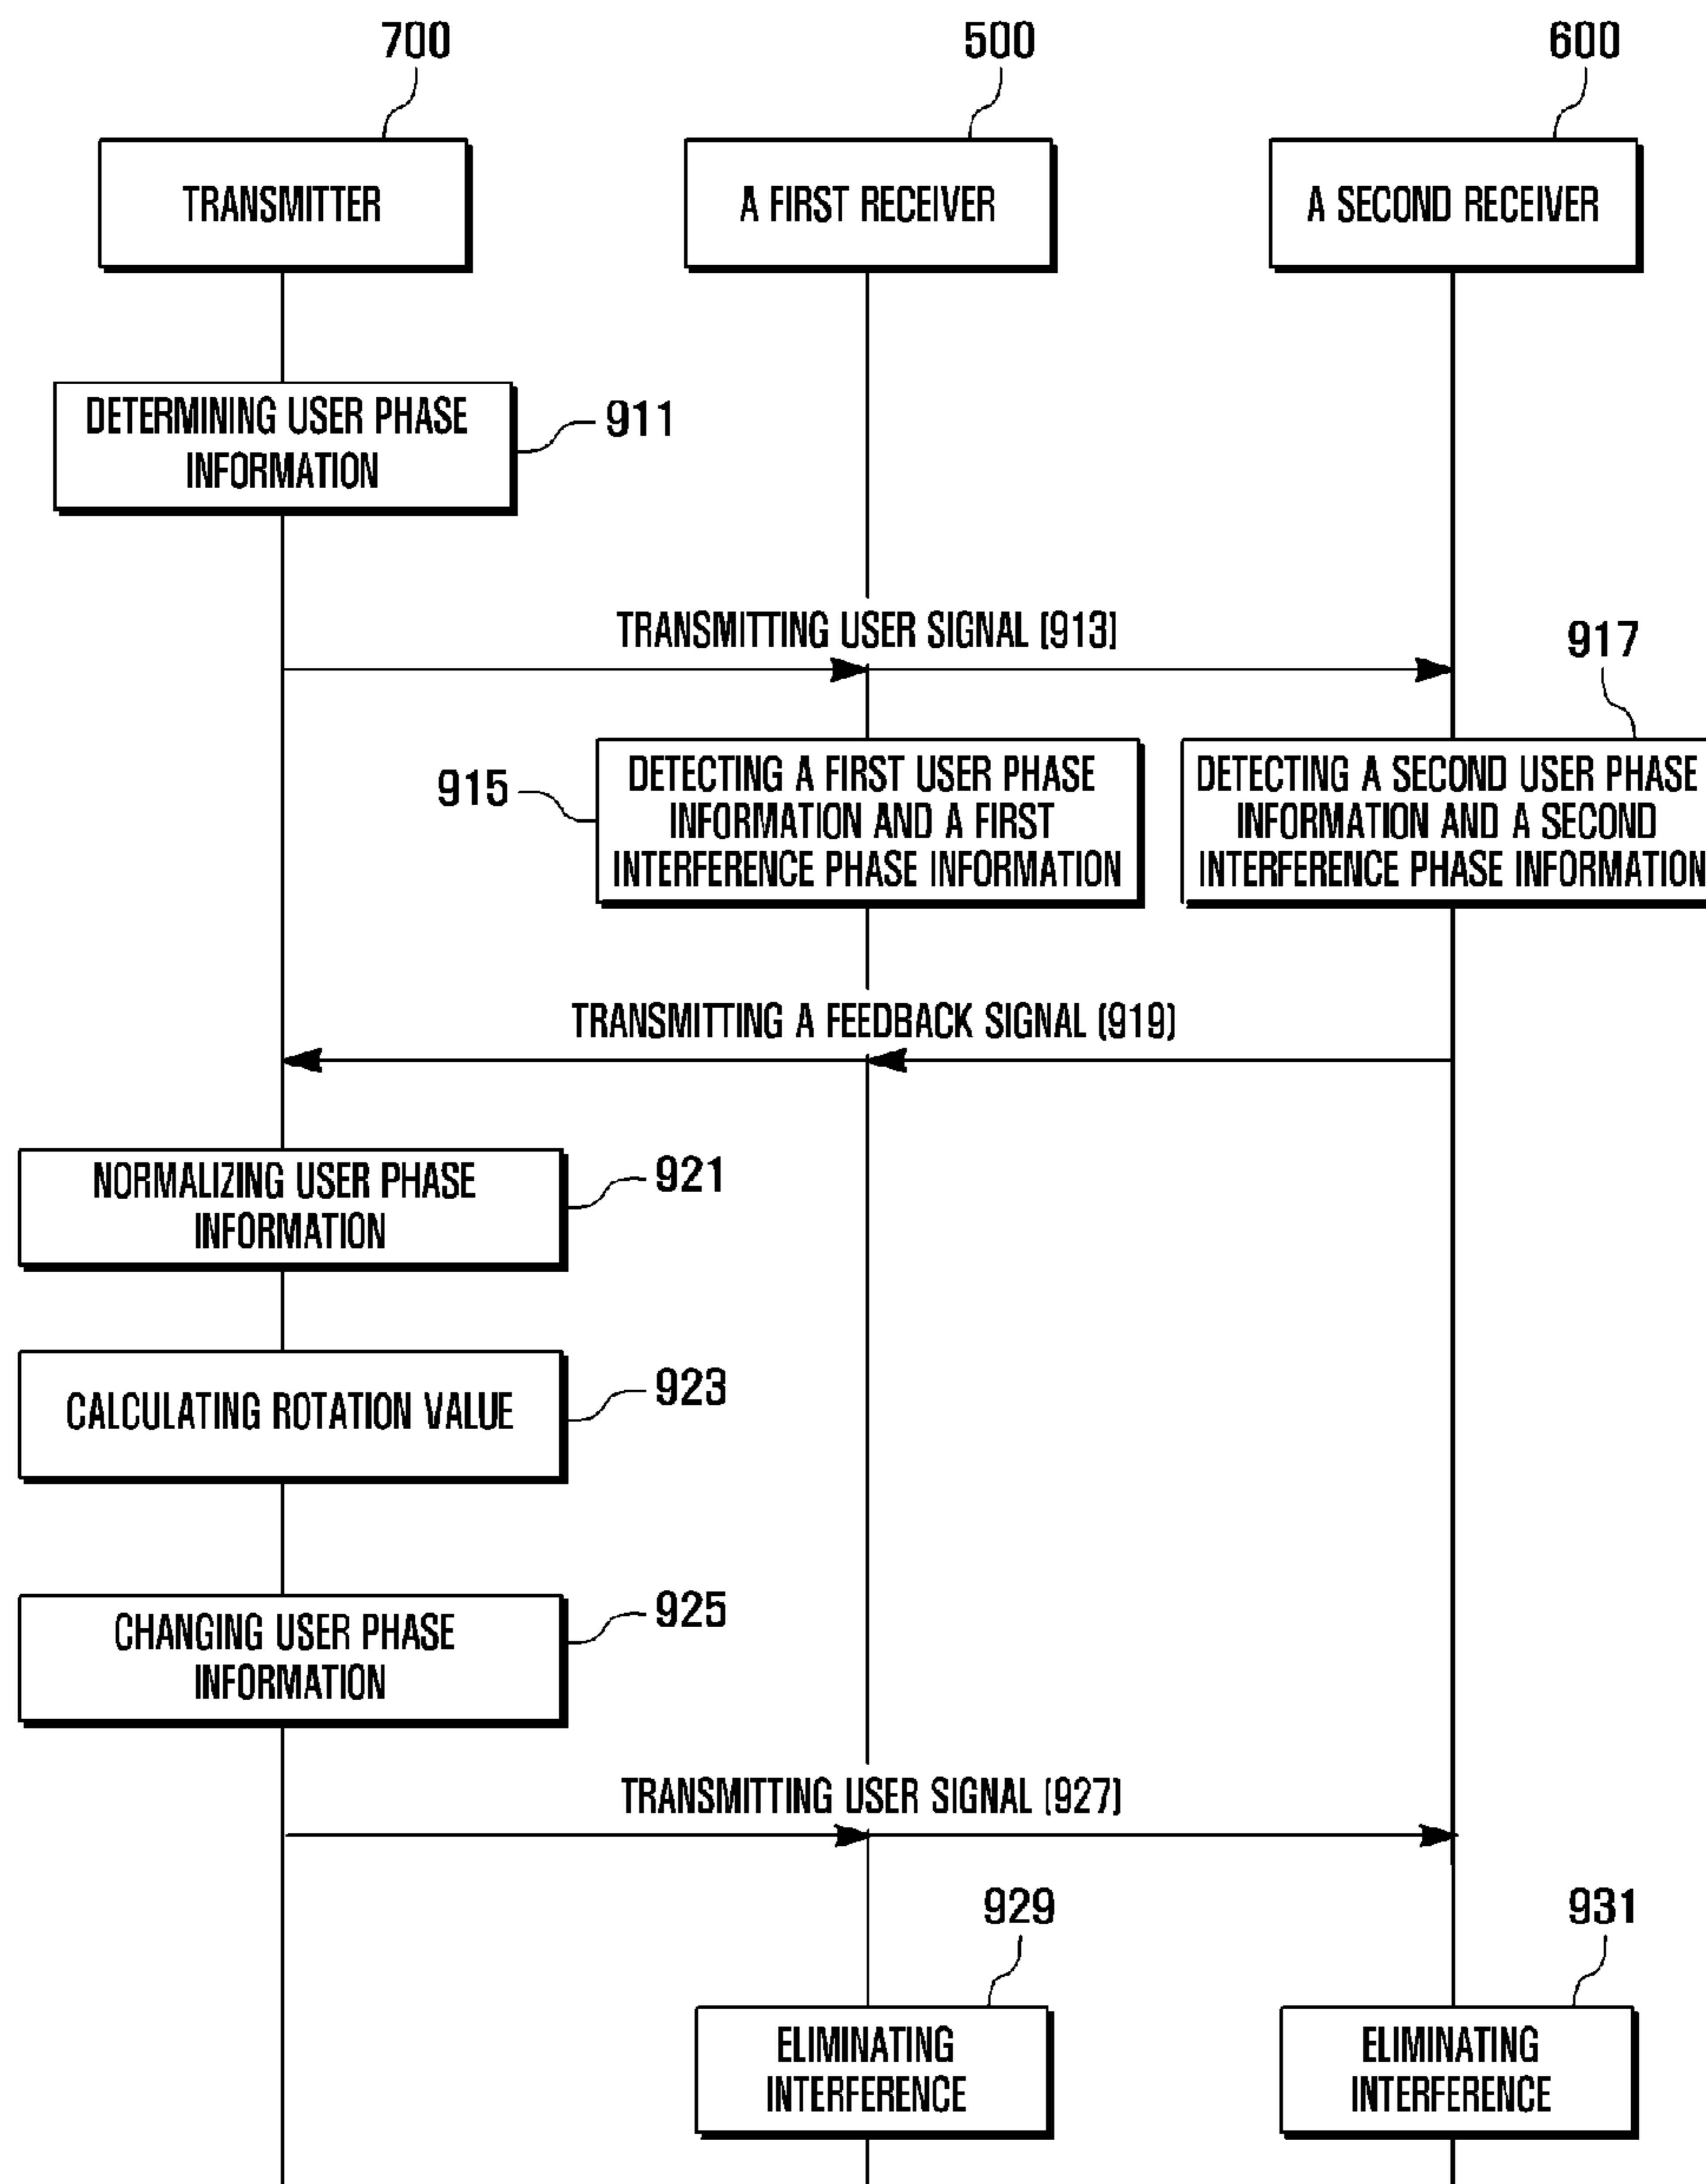 700
500
600
TRANSMITTER
A FIRST RECEIVER
A SECOND RECEIVER
DETERMINING USER PHASE
INFORMATION
911
TRANSMITTING USER SIGNAL (913)
917
915
DETECTING A FIRST USER PHASE
INFORMATION AND A FIRST
INTERFERENCE PHASE INFORMATION
DETECTING A SECOND USER PHASE
INFORMATION AND A SECOND
INTERFERENCE PHASE INFORMATION
TRANSMITTING A FEEDBACK SIGNAL (919)
NORMALIZING USER PHASE
INFORMATION
921
CALCULATING ROTATION VALUE
923
CHANGING USER PHASE
INFORMATION
925
TRANSMITTING USER SIGNAL (927)
929
931
ELIMINATING
INTERFERENCE
ELIMINATING
INTERFERENCE